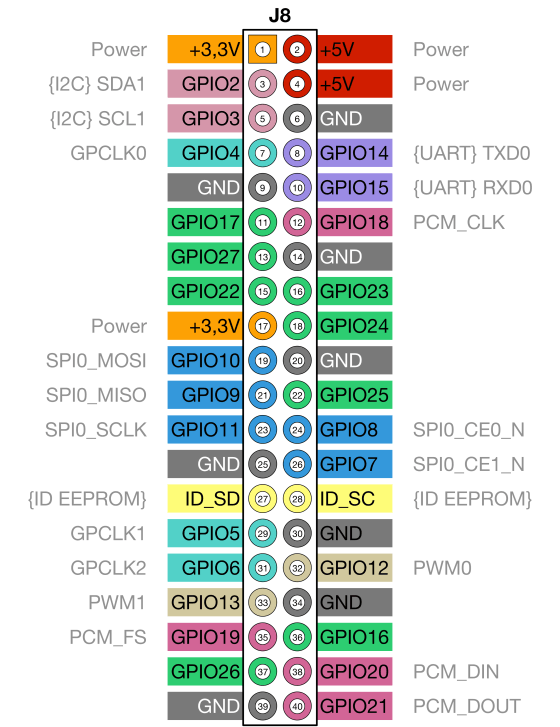 J8
Power +3,3V 1 2 +5V Power
{I2C} SDA1 GPIO2 3 4 +5V Power
{I2C} SCL1 GPIO3 5 6 GND
GPCLK0 GPIO4 7 8 GPIO14 {UART} TXD0
GND 9 10 GPIO15 {UART} RXD0
GPIO17 11 12 GPIO18 PCM_CLK
GPIO27 13 14 GND
GPIO22 15 16 GPIO23
Power +3,3V 17 18 GPIO24
SPI0_MOSI GPIO10 19 20 GND
SPI0_MISO GPIO9 21 22 GPIO25
SPI0_SCLK GPIO11 23 24 GPIO8 SPI0_CE0_N
GND 25 26 GPIO7 SPI0_CE1_N
{ID EEPROM} ID_SD 27 28 ID_SC {ID EEPROM}
GPCLK1 GPIO5 29 30 GND
GPCLK2 GPIO6 31 32 GPIO12 PWM0
PWM1 GPIO13 33 34 GND
PCM_FS GPIO19 35 36 GPIO16
GPIO26 37 38 GPIO20 PCM_DIN
GND 39 40 GPIO21 PCM_DOUT